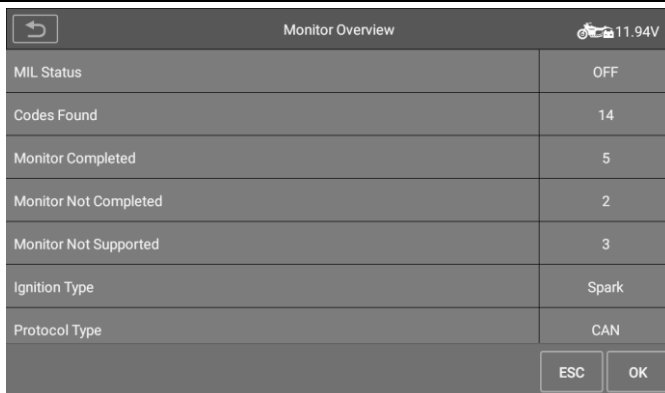 Monitor Overview 11.94V
MIL Status OFF
Codes Found 14
Monitor Completed 5
Monitor Not Completed 2
Monitor Not Supported 3
Ignition Type Spark
Protocol Type CAN
ESC OK